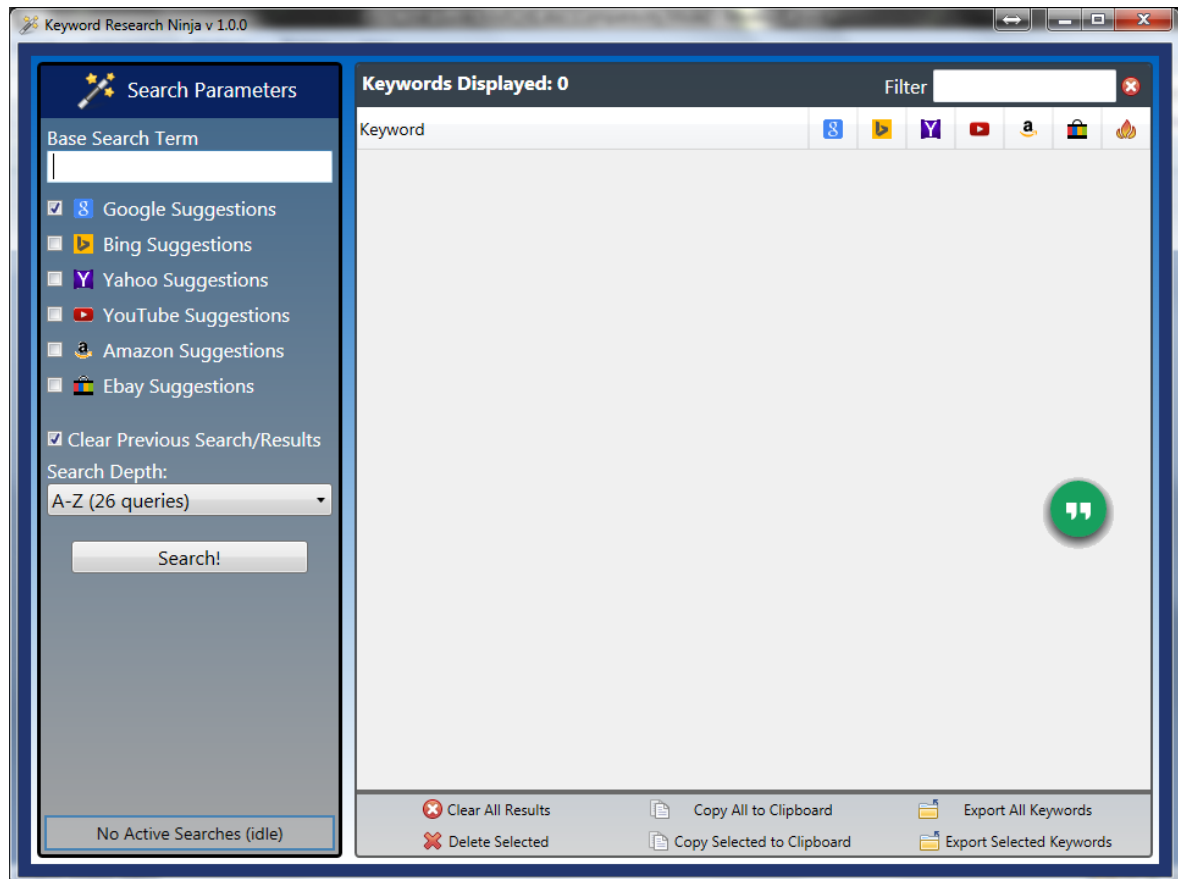 Keyword Research Ninja v 1.0.0
Search Parameters
Base Search Term
Google Suggestions
Bing Suggestions
Yahoo Suggestions
YouTube Suggestions
Amazon Suggestions
Ebay Suggestions
Clear Previous Search/Results
Search Depth:
A-Z (26 queries)
Search!
No Active Searches (idle)
Keywords Displayed: 0
Filter
Keyword
Clear All Results
Copy All to Clipboard
Export All Keywords
Delete Selected
Copy Selected to Clipboard
Export Selected Keywords